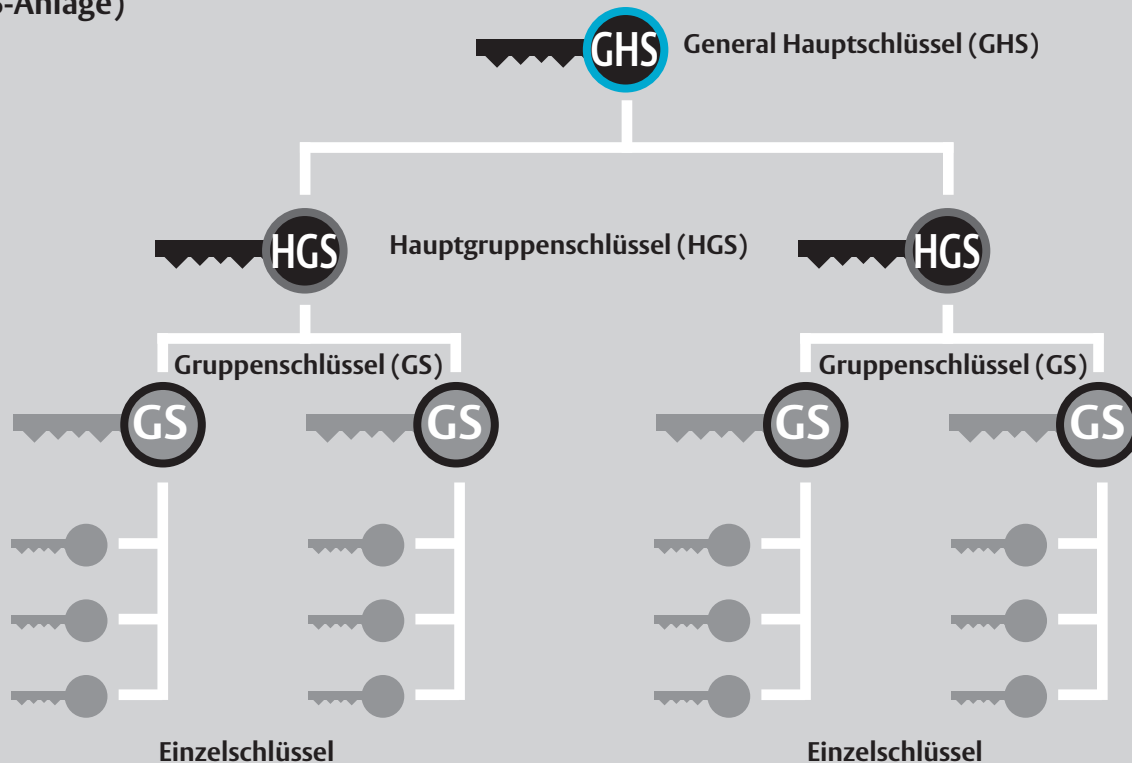 -Anlage)
GHS
General Hauptschlüssel (GHS)
HGS
Hauptgruppenschlüssel (HGS)
HGS
Gruppenschlüssel (GS)
Gruppenschlüssel (GS)
GS
GS
GS
GS
Einzelschlüssel
Einzelschlüssel